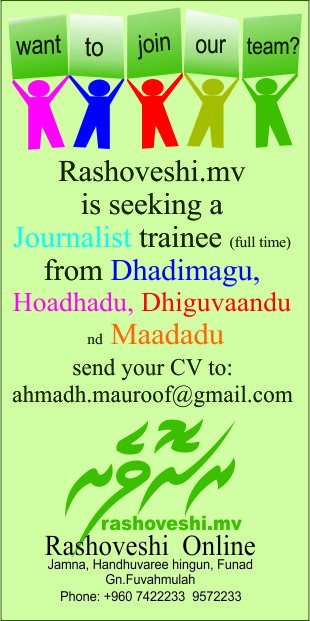 want to join our team?
Rashoveshi.mv
is seeking a
Journalist trainee (full time)
from Dhadimagu,
Hoadhadu, Dhiguvaandu
nd Maadadu
send your CV to:
ahmadh.mauroof@gmail.com
ރަށޮވެށި
rashoveshi.mv
Rashoveshi Online
Jamna, Handhuvaree hingun, Funad
Gn.Fuvahmulah
Phone: +960 7422233 9572233